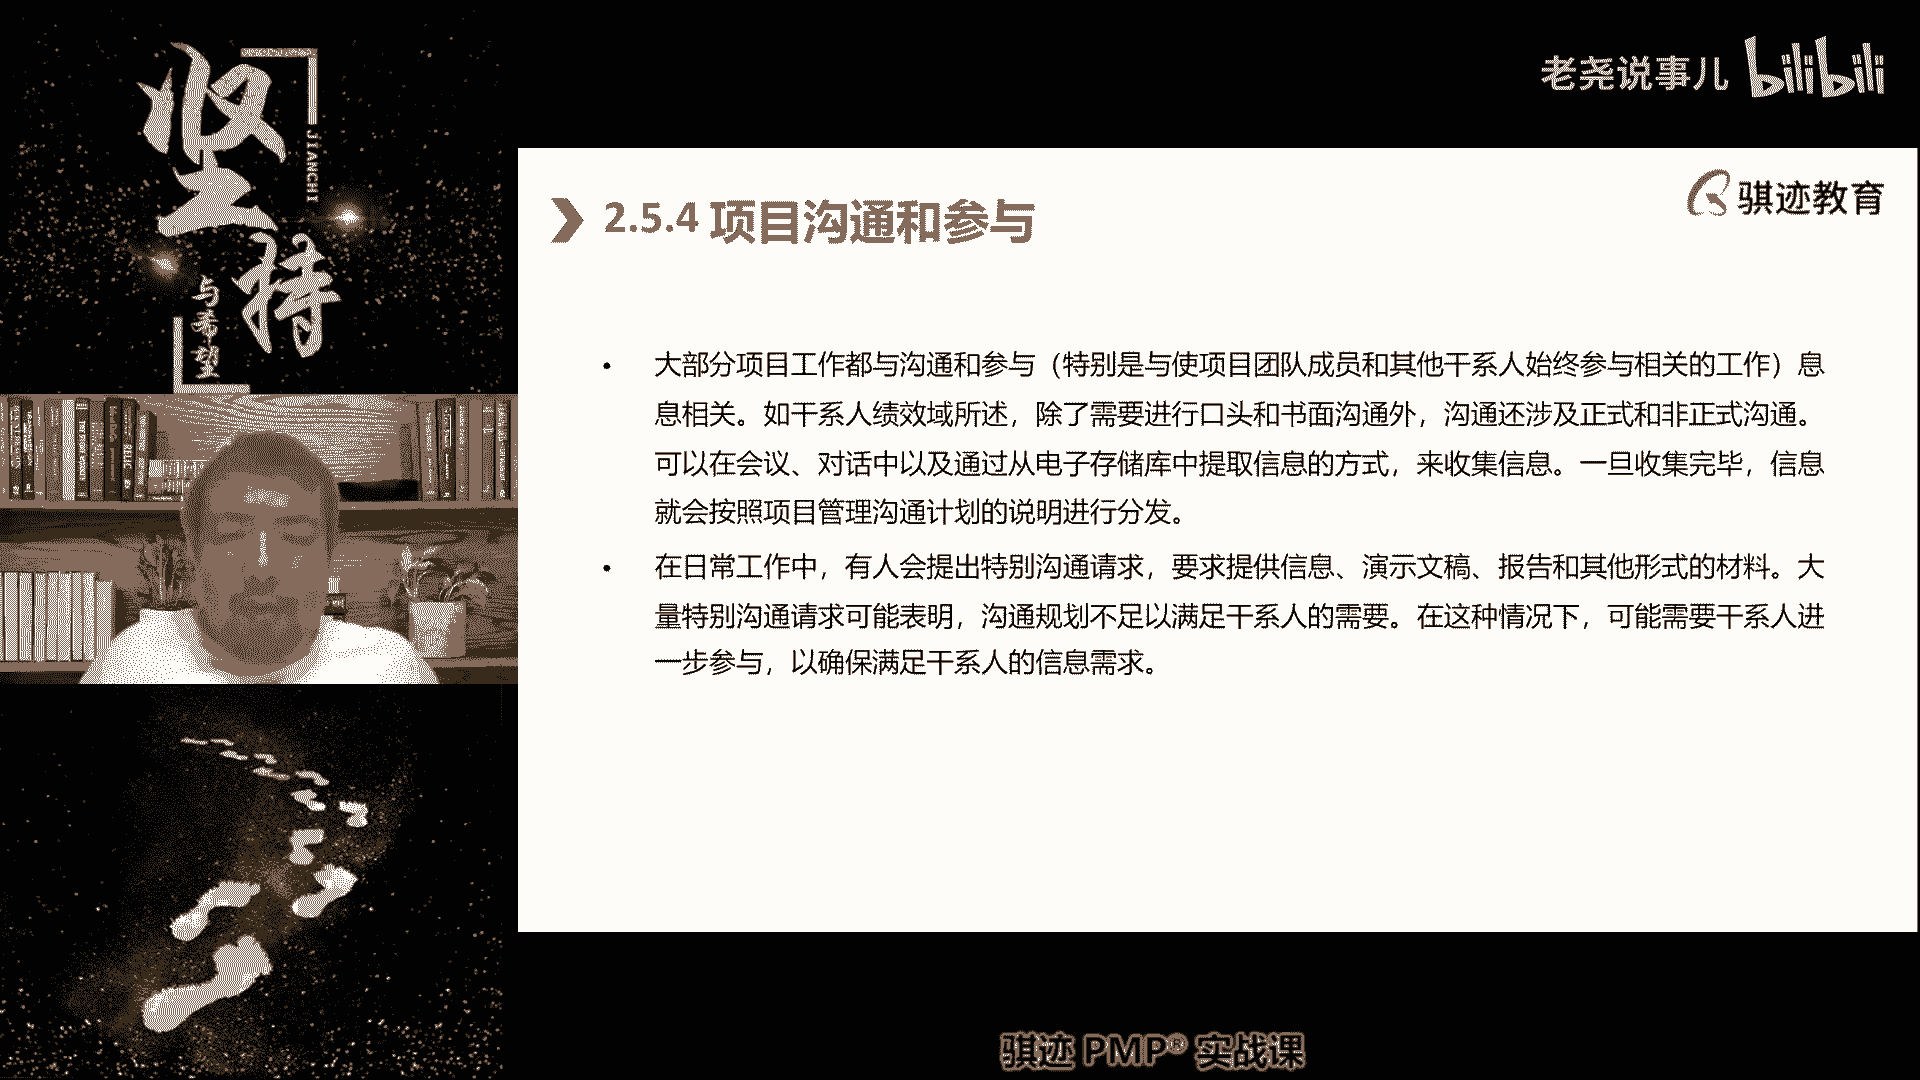 坚持
JIANCHI
与希望
老尧说事儿 bilibili
骐迹教育
2.5.4 项目沟通和参与
• 大部分项目工作都与沟通和参与（特别是与使项目团队成员和其他干系人始终参与相关的工作）息
息相关。如干系人绩效域所述，除了需要进行口头和书面沟通外，沟通还涉及正式和非正式沟通。
可以在会议、对话中以及通过从电子存储库中提取信息的方式，来收集信息。一旦收集完毕，信息
就会按照项目管理沟通计划的说明进行分发。
• 在日常工作中，有人会提出特别沟通请求，要求提供信息、演示文稿、报告和其他形式的材料。大
量特别沟通请求可能表明，沟通规划不足以满足干系人的需要。在这种情况下，可能需要干系人进
一步参与，以确保满足干系人的信息需求。
骐迹 PMP® 实战课